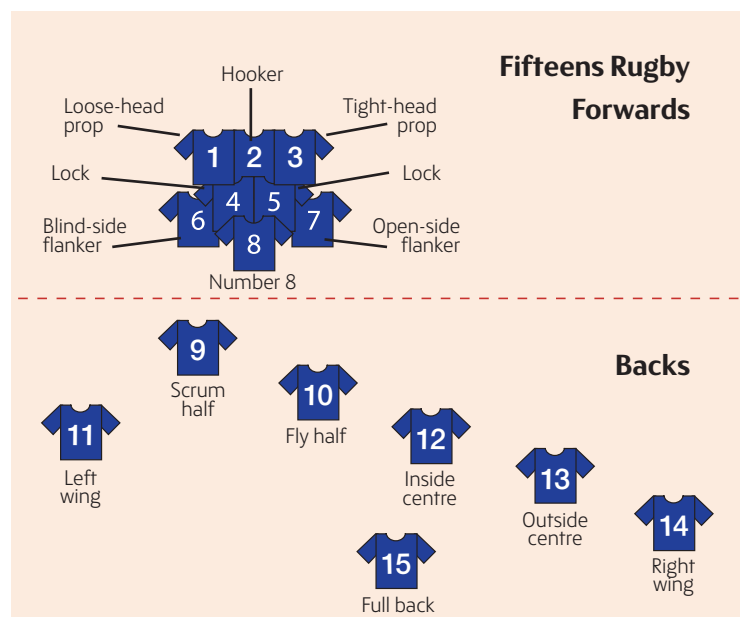 Fifteens Rugby
Forwards
Hooker
Loose-head
prop
Tight-head
prop
1 2 3
Lock
Lock
4 5
6
7
Blind-side
flanker
Open-side
flanker
8
Number 8
Backs
9
Scrum
half
10
Fly half
11
Left
wing
12
Inside
centre
13
Outside
centre
14
Right
wing
15
Full back